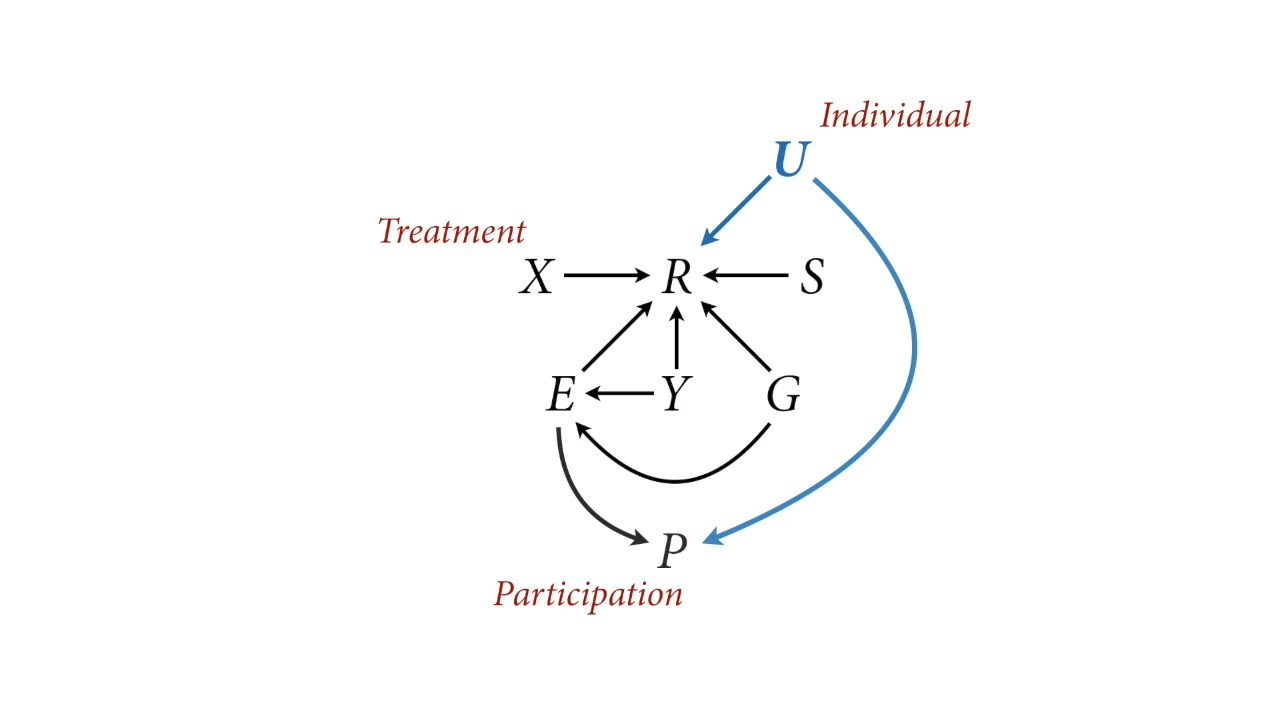 Individual
U
Treatment
X R S
E Y G
P
Participation